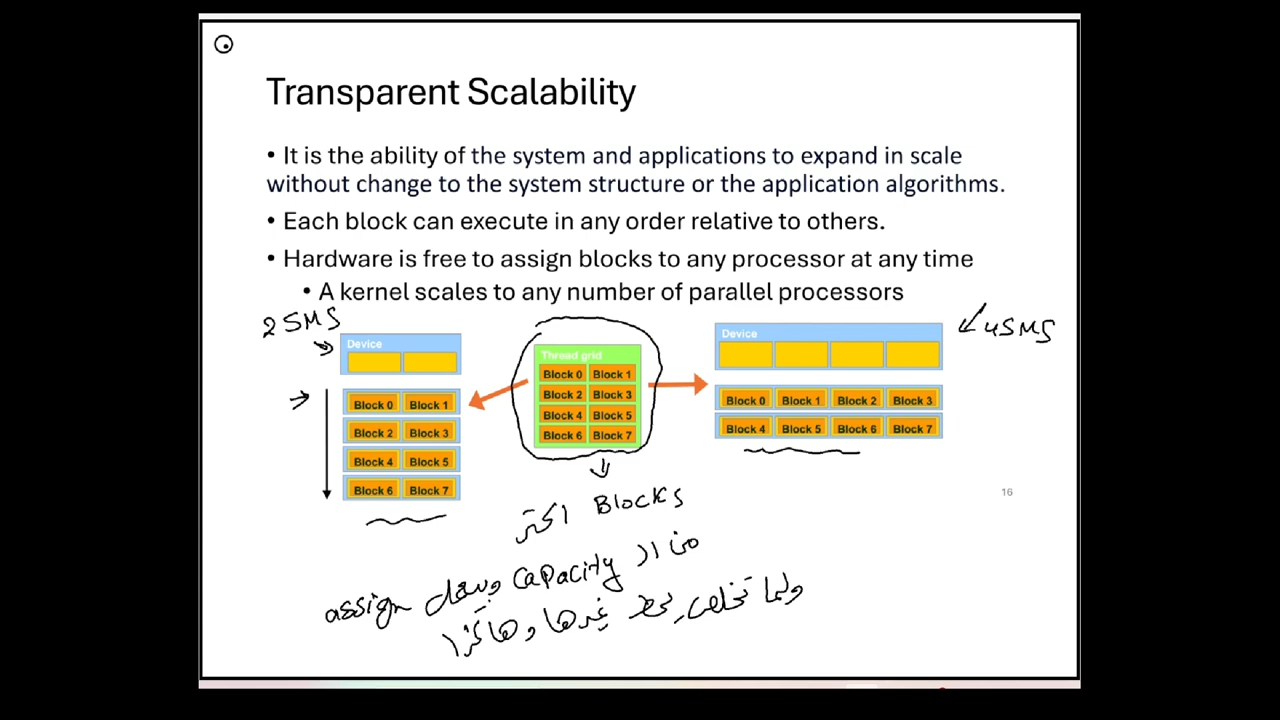 Transparent Scalability
• It is the ability of the system and applications to expand in scale
without change to the system structure or the application algorithms.
• Each block can execute in any order relative to others.
• Hardware is free to assign blocks to any processor at any time
• A kernel scales to any number of parallel processors
2 SMS
Device
Block 0 Block 1
Block 2 Block 3
Block 4 Block 5
Block 6 Block 7
Thread grid
Block 0 Block 1
Block 2 Block 3
Block 4 Block 5
Block 6 Block 7
4 SMS
Device
Block 0 Block 1 Block 2 Block 3
Block 4 Block 5 Block 6 Block 7
16
Blocks اكتر
من ال capacity وبتعمل assign
ولما تخلص يحط غيرها وهاكذا